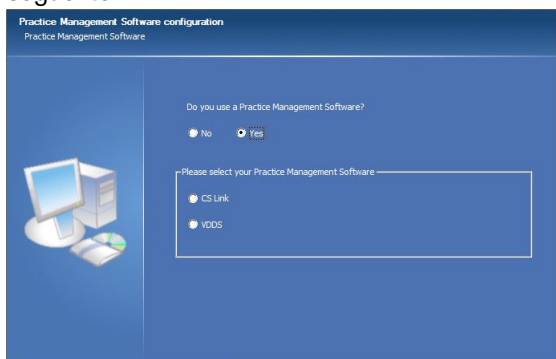 Practice Management Software configuration
Practice Management Software
Do you use a Practice Management Software?
No Yes
Please select your Practice Management Software
CS Link
VDDS